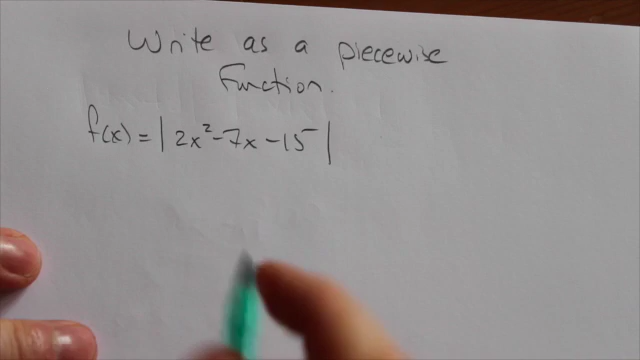 Write as a piecewise
Function.
f(x) = | 2x² - 7x - 15 |